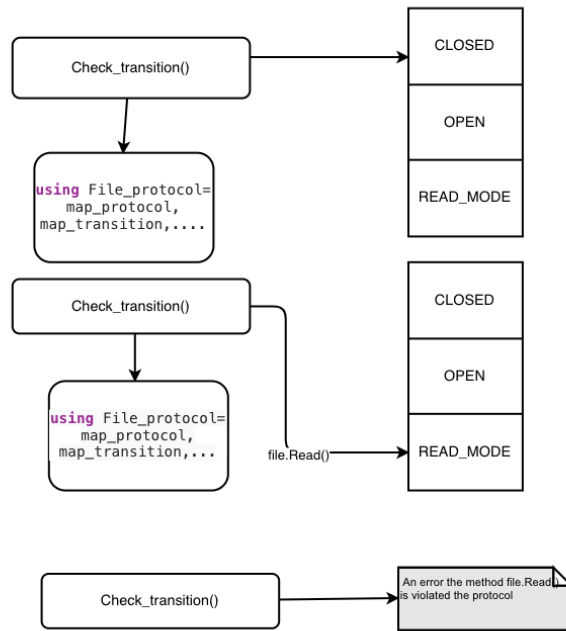 Check_transition()
CLOSED
OPEN
READ_MODE
using File_protocol=
map_protocol,
map_transition,....
Check_transition()
CLOSED
OPEN
READ_MODE
using File_protocol=
map_protocol,
map_transition,...
file.Read()
Check_transition()
An error the method file.Read()
is violated the protocol